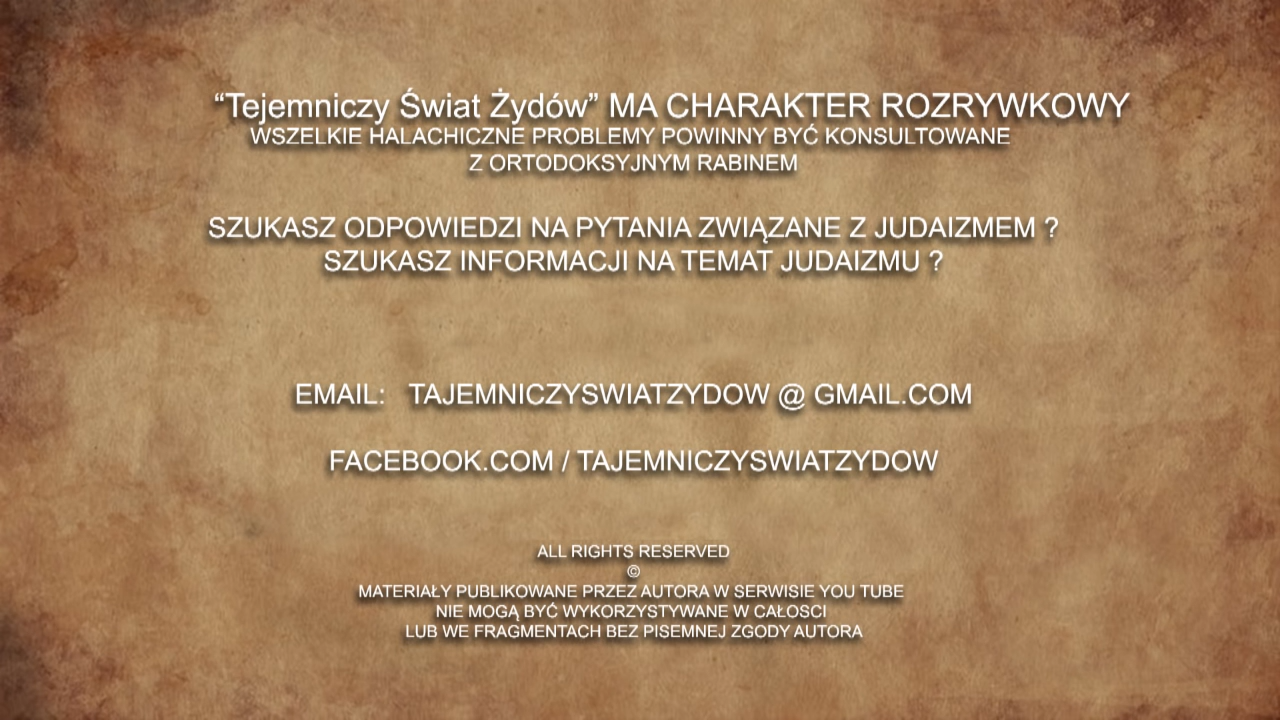 “Tejemniczy Świat Żydów” MA CHARAKTER ROZRYWKOWY
WSZELKIE HALACHICZNE PROBLEMY POWINNY BYĆ KONSULTOWANE
Z ORTODOKSYJNYM RABINEM
SZUKASZ ODPOWIEDZI NA PYTANIA ZWIĄZANE Z JUDAIZMEM ?
SZUKASZ INFORMACJI NA TEMAT JUDAIZMU ?
EMAIL: TAJEMNICZYSWIATZYDOW @ GMAIL.COM
FACEBOOK.COM / TAJEMNICZYSWIATZYDOW
ALL RIGHTS RESERVED
©
MATERIAŁY PUBLIKOWANE PRZEZ AUTORA W SERWISIE YOU TUBE
NIE MOGĄ BYĆ WYKORZYSTYWANE W CAŁOSCI
LUB WE FRAGMENTACH BEZ PISEMNEJ ZGODY AUTORA